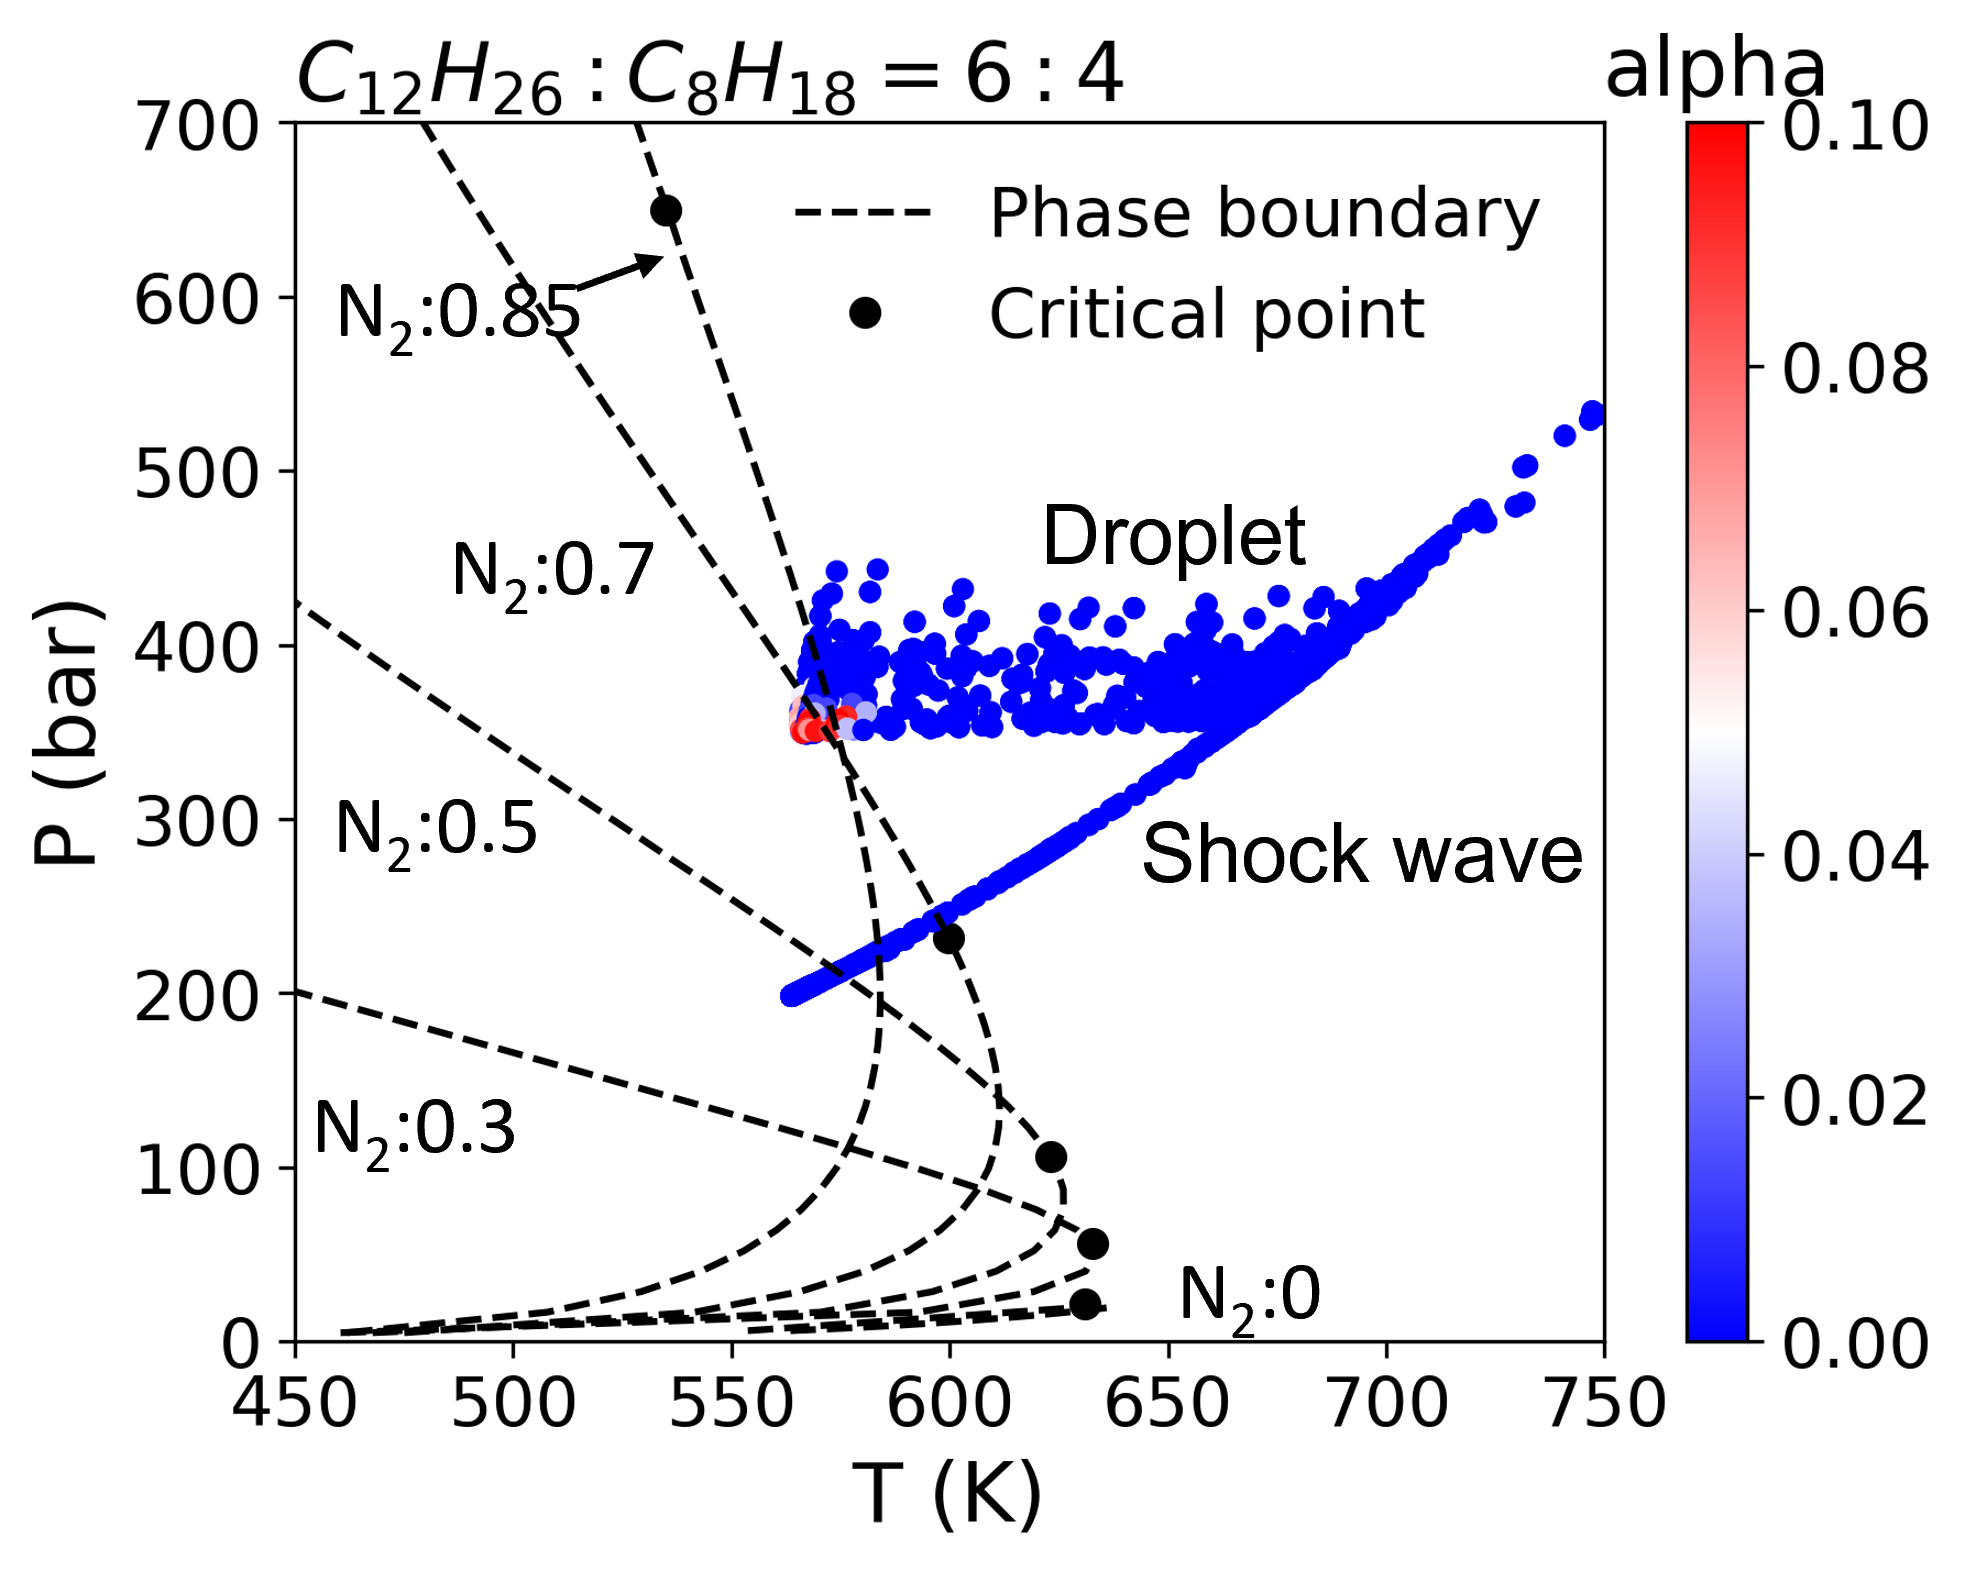 C₁₂H₂₆ : C₈H₁₈ = 6 : 4
alpha
700
600
500
400
300
200
100
0
P (bar)
Phase boundary
Critical point
N₂:0.85
N₂:0.7
Droplet
N₂:0.5
Shock wave
N₂:0.3
N₂:0
450
500
550
600
650
700
750
T (K)
0.10
0.08
0.06
0.04
0.02
0.00